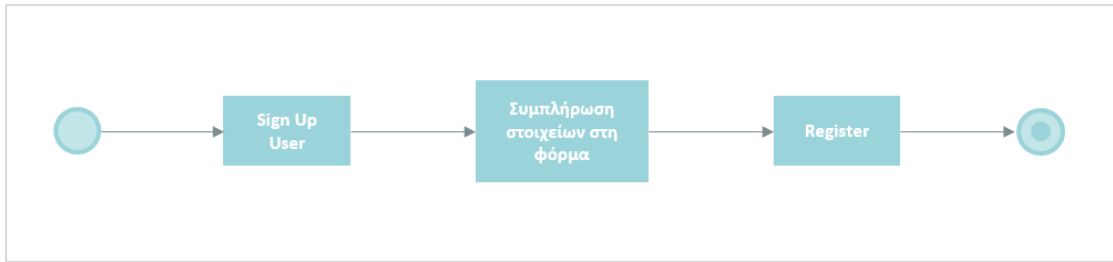 Sign Up
User
Συμπλήρωση
στοιχείων στη
φόρμα
Register